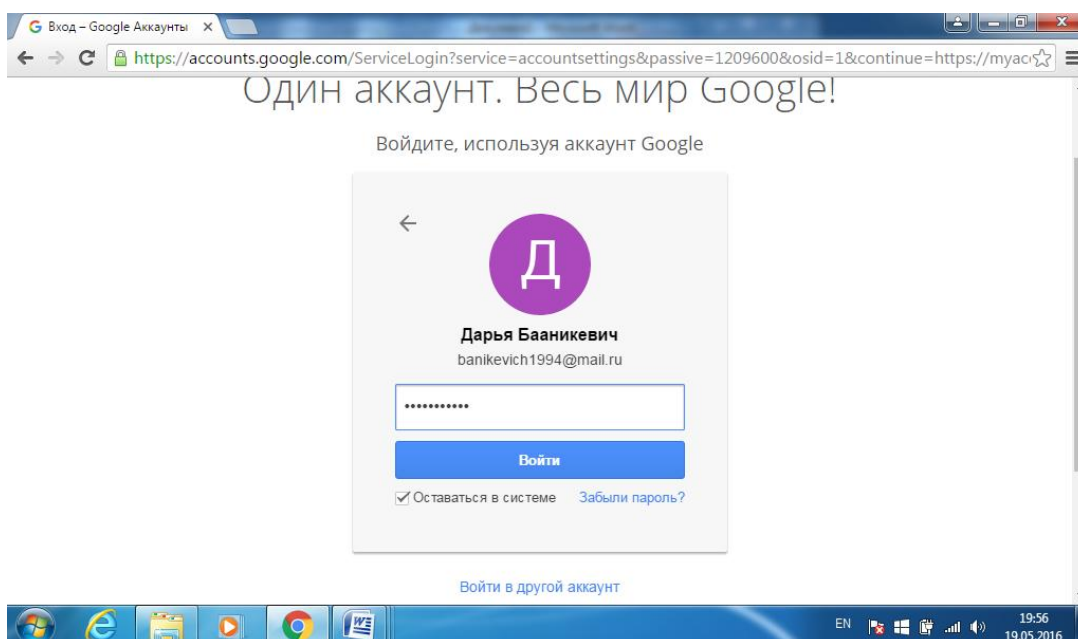 Вход – Google Аккаунты
https://accounts.google.com/ServiceLogin?service=accountsettings&passive=1209600&osid=1&continue=https://myac
Один аккаунт. Весь мир Google!
Войдите, используя аккаунт Google
Д
Дарья Бааникевич
banikevich1994@mail.ru
•••••••••••
Войти
Оставаться в системе Забыли пароль?
Войти в другой аккаунт
EN 19:56
19.05.2016